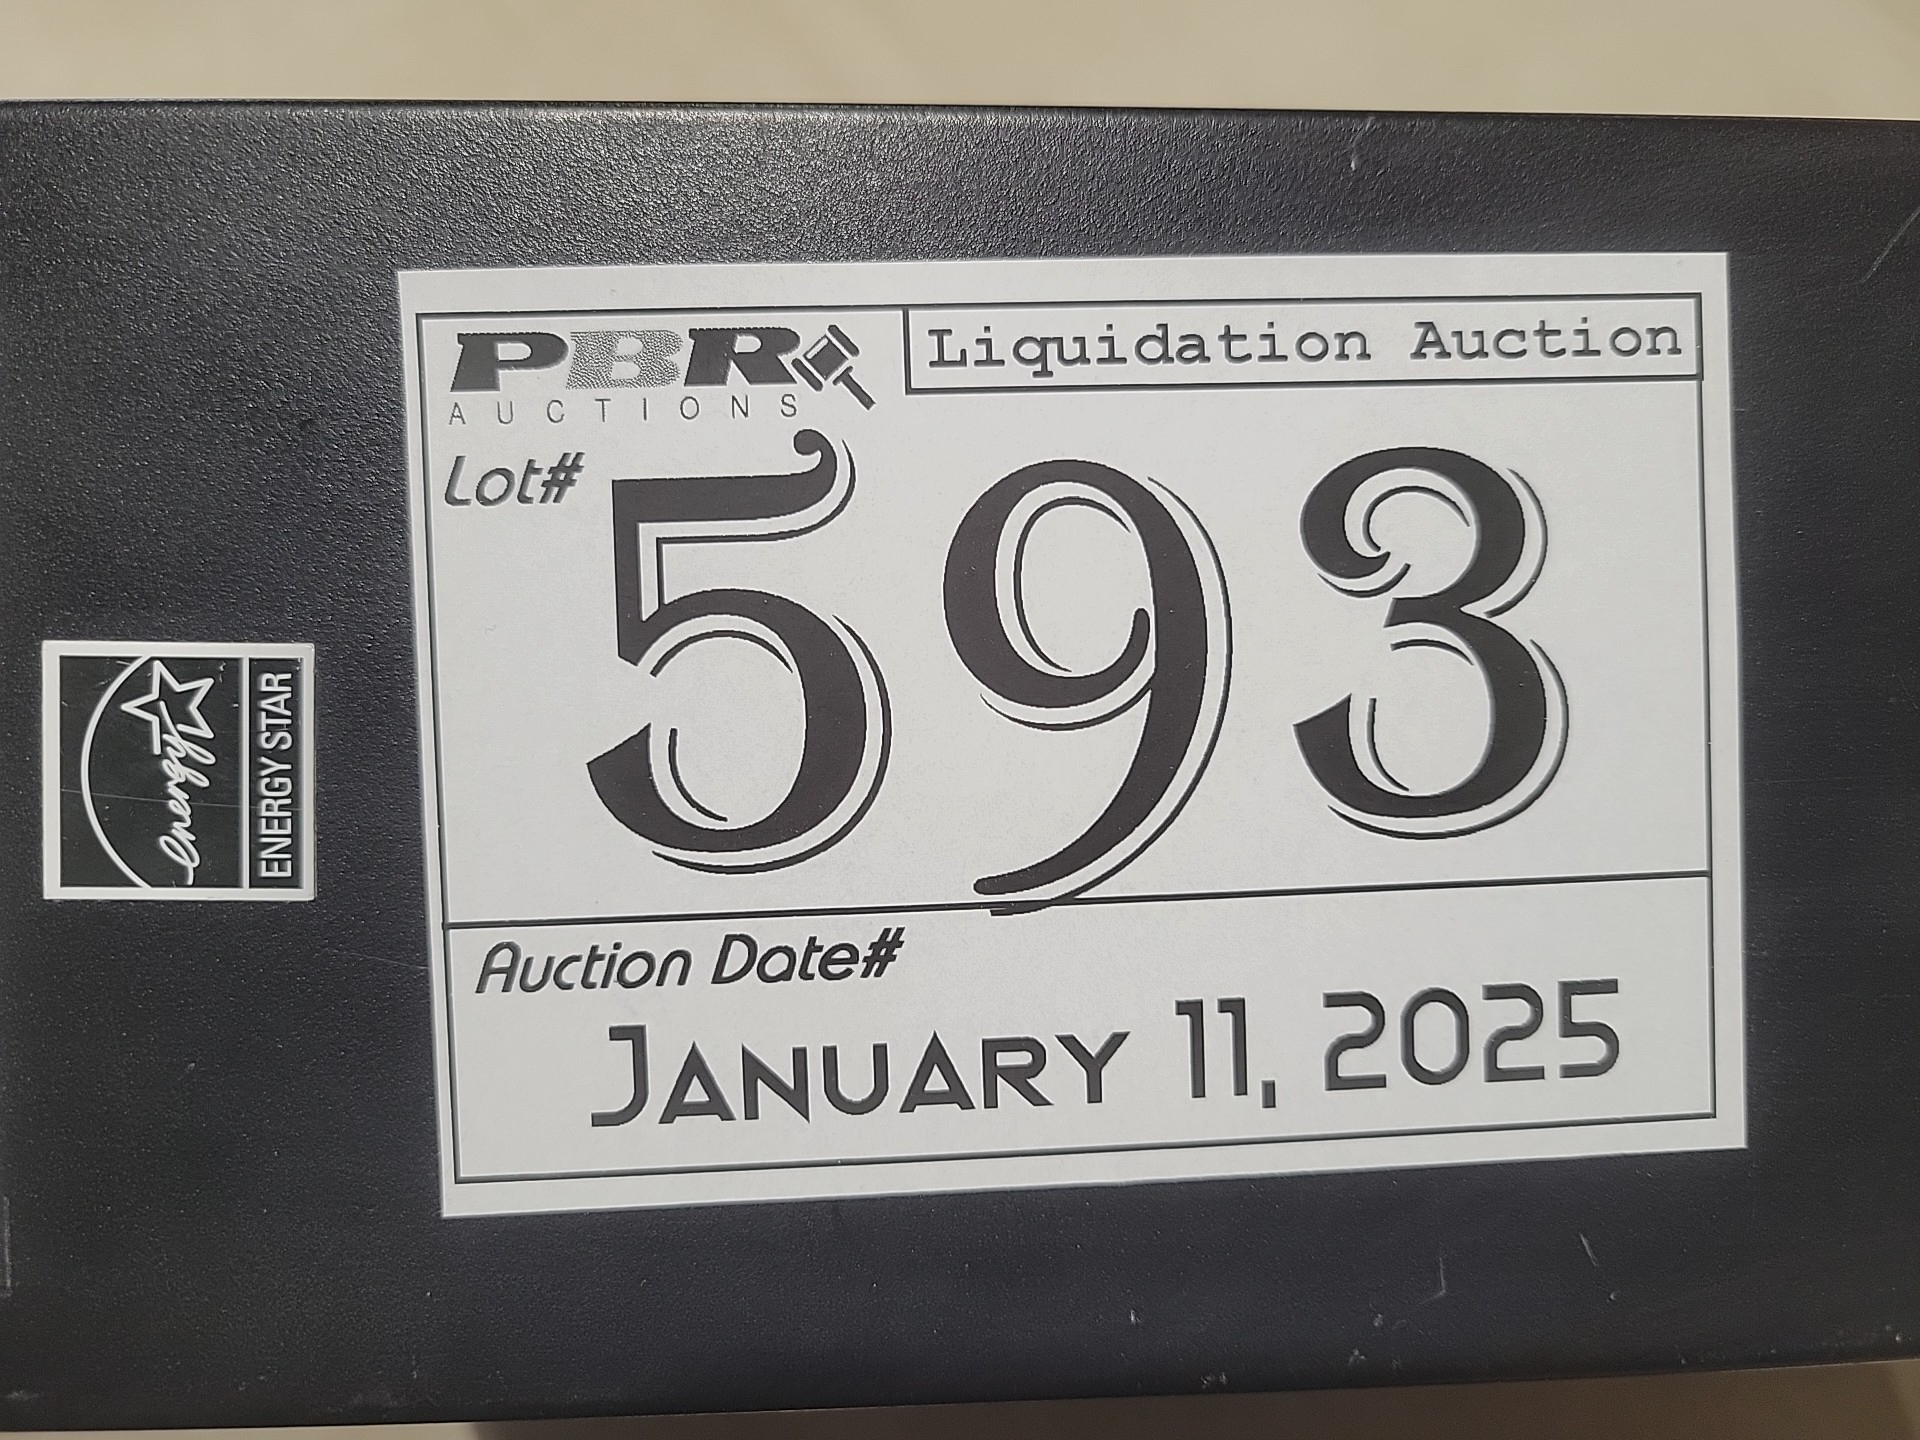 PBR
AUCTIONS
Liquidation Auction
Lot#
593
Auction Date#
JANUARY 11, 2025
energy
ENERGY STAR